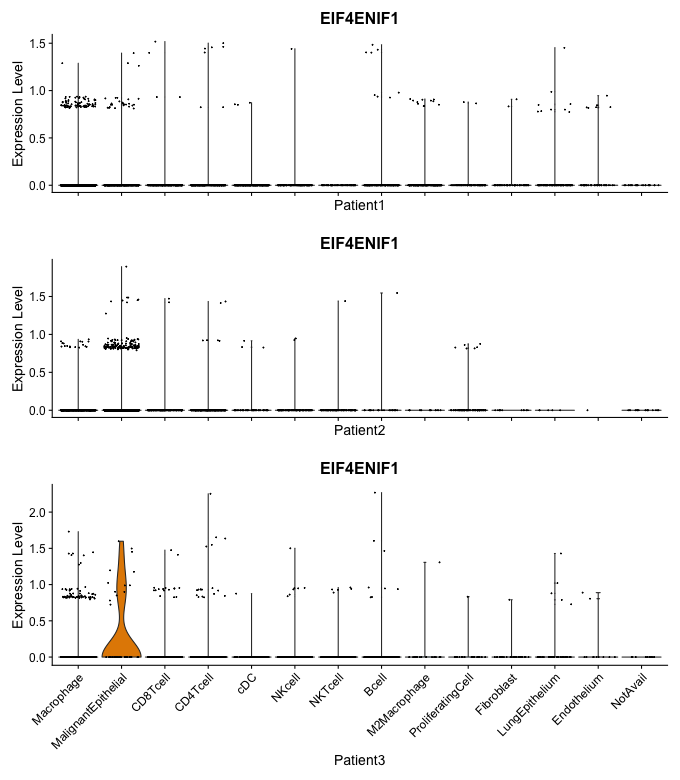 EIF4ENIF1
Expression Level
1.5
1.0
0.5
0.0
Patient1
EIF4ENIF1
Expression Level
1.5
1.0
0.5
0.0
Patient2
EIF4ENIF1
Expression Level
2.0
1.5
1.0
0.5
0.0
Macrophage
MalignantEpithelial
CD8Tcell
CD4Tcell
cDC
NKcell
NKTcell
Bcell
M2Macrophage
ProliferatingCell
Fibroblast
LungEpithelium
Endothelium
NotAvail
Patient3